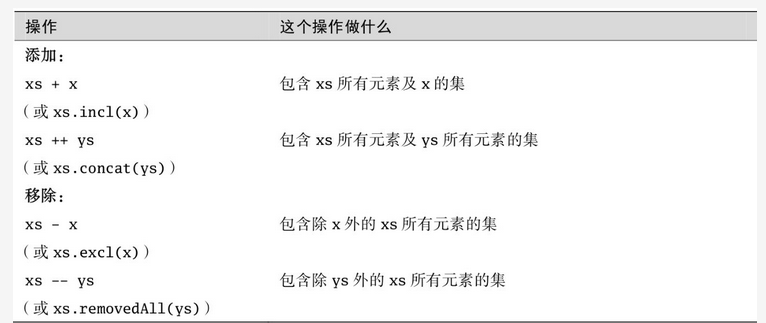 操作 这个操作做什么
添加：
xs + x 包含 xs 所有元素及 x 的集
（或 xs.incl(x)）
xs ++ ys 包含 xs 所有元素及 ys 所有元素的集
（或 xs.concat(ys)）
移除：
xs - x 包含除 x 外的 xs 所有元素的集
（或 xs.excl(x)）
xs -- ys 包含除 ys 外的 xs 所有元素的集
（或 xs.removedAll(ys)）